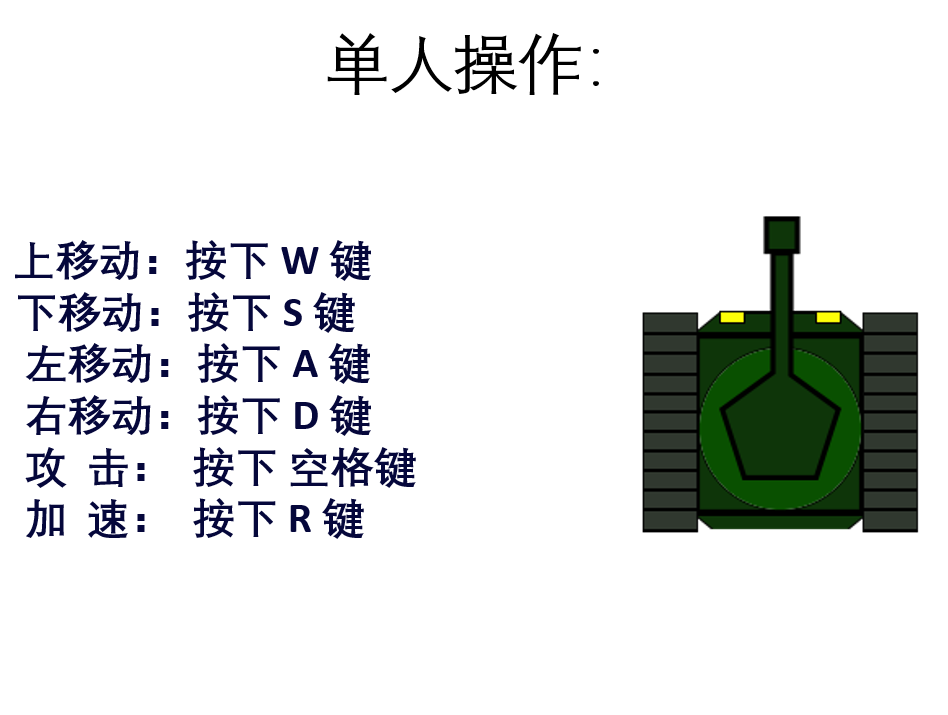 单人操作：
上移动：按下 W 键
下移动：按下 S 键
左移动：按下 A 键
右移动：按下 D 键
攻 击： 按下 空格键
加 速： 按下 R 键